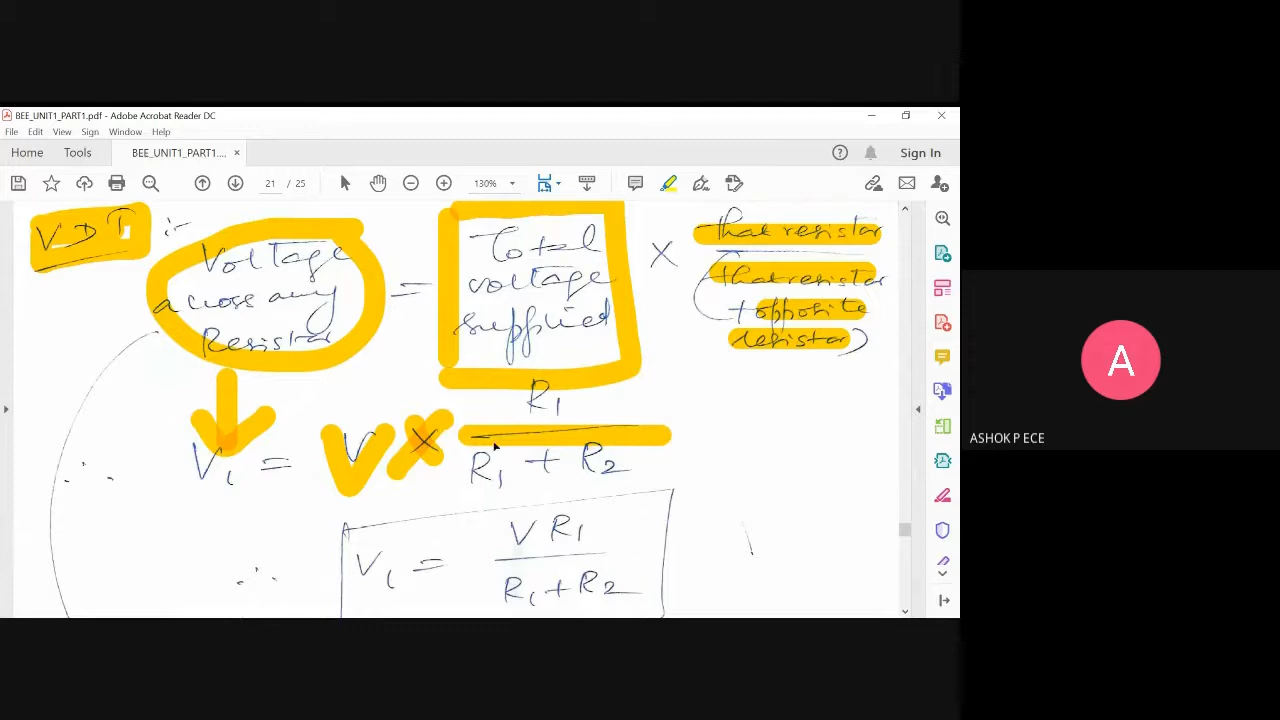 BEE_UNIT1_PART1.pdf - Adobe Acrobat Reader DC
File Edit View Sign Window Help
Home Tools BEE_UNIT1_PART1.... × Sign In
21 / 25 130%
VDT :-
Voltage across any Resistor = Total voltage supplied × that resistor
that resistor
+ opposite
resistor)
R1
∴ V1 = V × R1 + R2
∴ V1 = V R1
R1 + R2
A
ASHOK P ECE